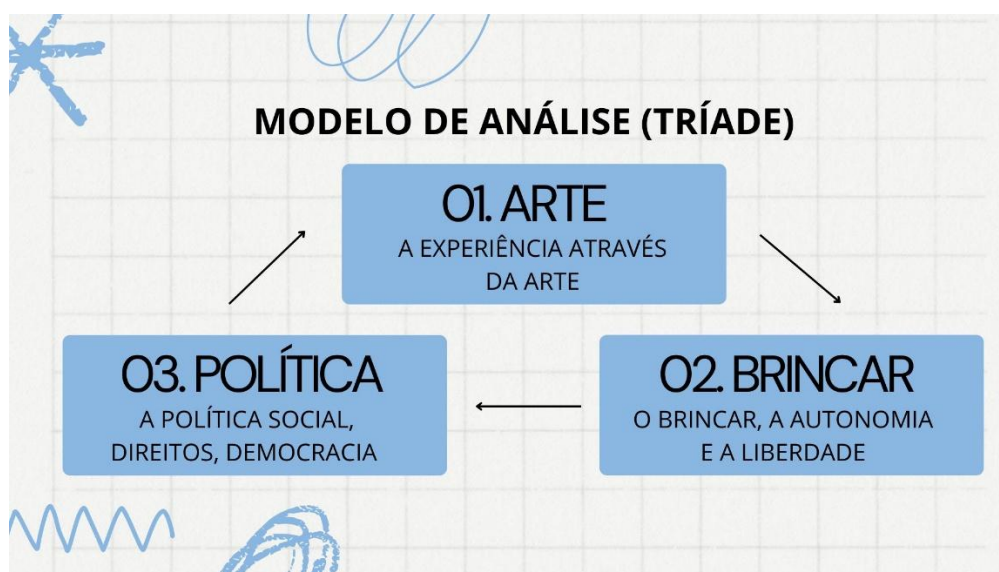 MODELO DE ANÁLISE (TRÍADE)
01. ARTE
A EXPERIÊNCIA ATRAVÉS
DA ARTE
03. POLÍTICA
A POLÍTICA SOCIAL,
DIREITOS, DEMOCRACIA
02. BRINCAR
O BRINCAR, A AUTONOMIA
E A LIBERDADE